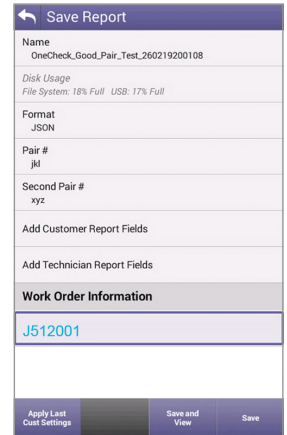 Save Report
Name
OneCheck_Good_Pair_Test_260219200108
Disk Usage
File System: 18% Full USB: 17% Full
Format
JSON
Pair #
jkl
Second Pair #
xyz
Add Customer Report Fields
Add Technician Report Fields
Work Order Information
J512001
Apply Last
Cust Settings
Save and
View
Save